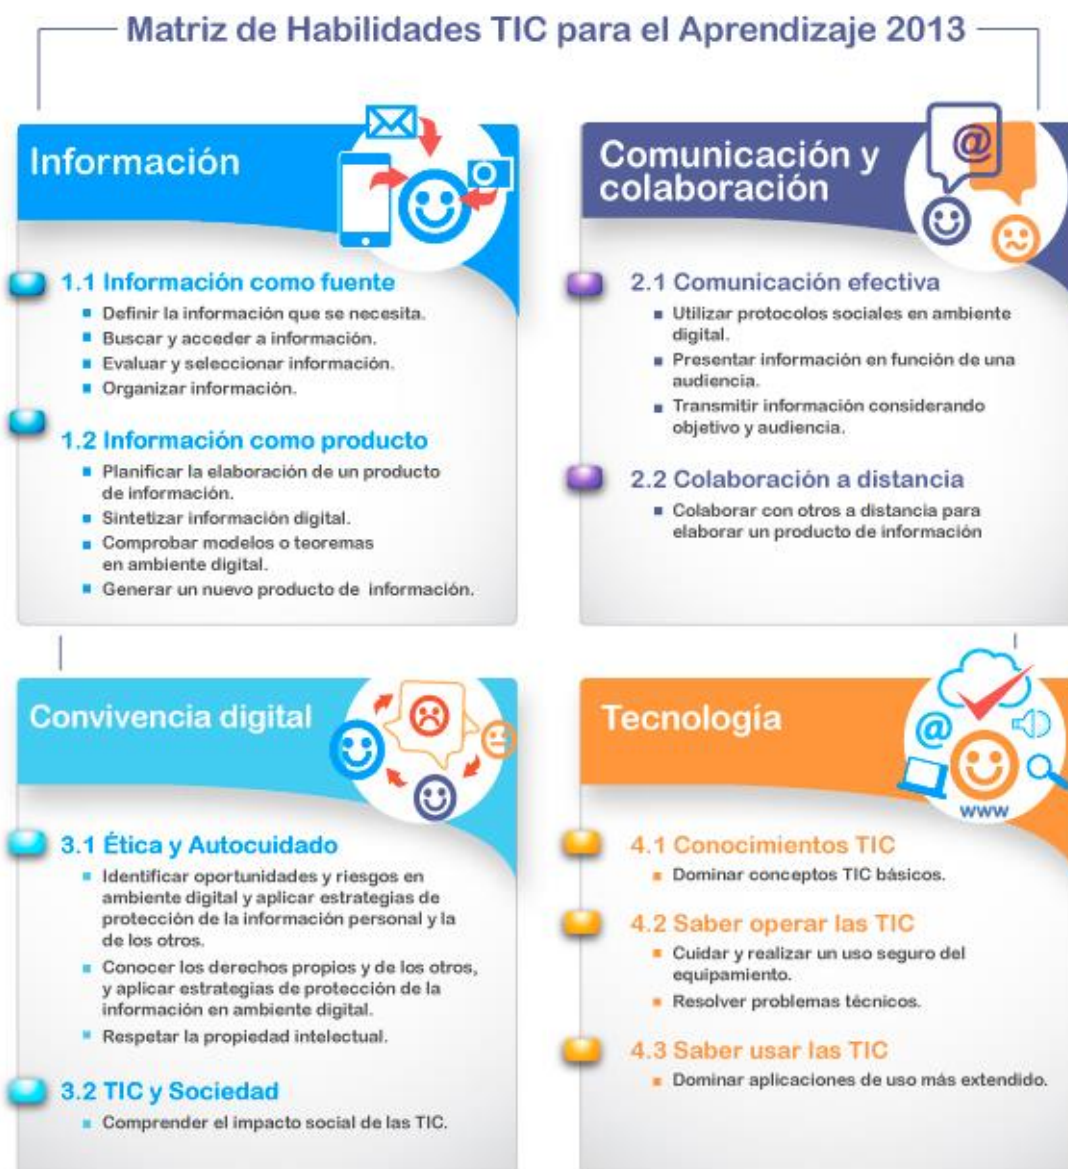 Matriz de Habilidades TIC para el Aprendizaje 2013
Información
1.1 Información como fuente
Definir la información que se necesita.
Buscar y acceder a información.
Evaluar y seleccionar información.
Organizar información.
1.2 Información como producto
Planificar la elaboración de un producto
de información.
Sintetizar información digital.
Comprobar modelos o teoremas
en ambiente digital.
Generar un nuevo producto de información.
Comunicación y
colaboración
@
2.1 Comunicación efectiva
Utilizar protocolos sociales en ambiente
digital.
Presentar información en función de una
audiencia.
Transmitir información considerando
objetivo y audiencia.
2.2 Colaboración a distancia
Colaborar con otros a distancia para
elaborar un producto de información
Convivencia digital
3.1 Ética y Autocuidado
Identificar oportunidades y riesgos en
ambiente digital y aplicar estrategias de
protección de la información personal y la
de los otros.
Conocer los derechos propios y de los otros,
y aplicar estrategias de protección de la
información en ambiente digital.
Respetar la propiedad intelectual.
3.2 TIC y Sociedad
Comprender el impacto social de las TIC.
Tecnología
@
www
4.1 Conocimientos TIC
Dominar conceptos TIC básicos.
4.2 Saber operar las TIC
Cuidar y realizar un uso seguro del
equipamiento.
Resolver problemas técnicos.
4.3 Saber usar las TIC
Dominar aplicaciones de uso más extendido.